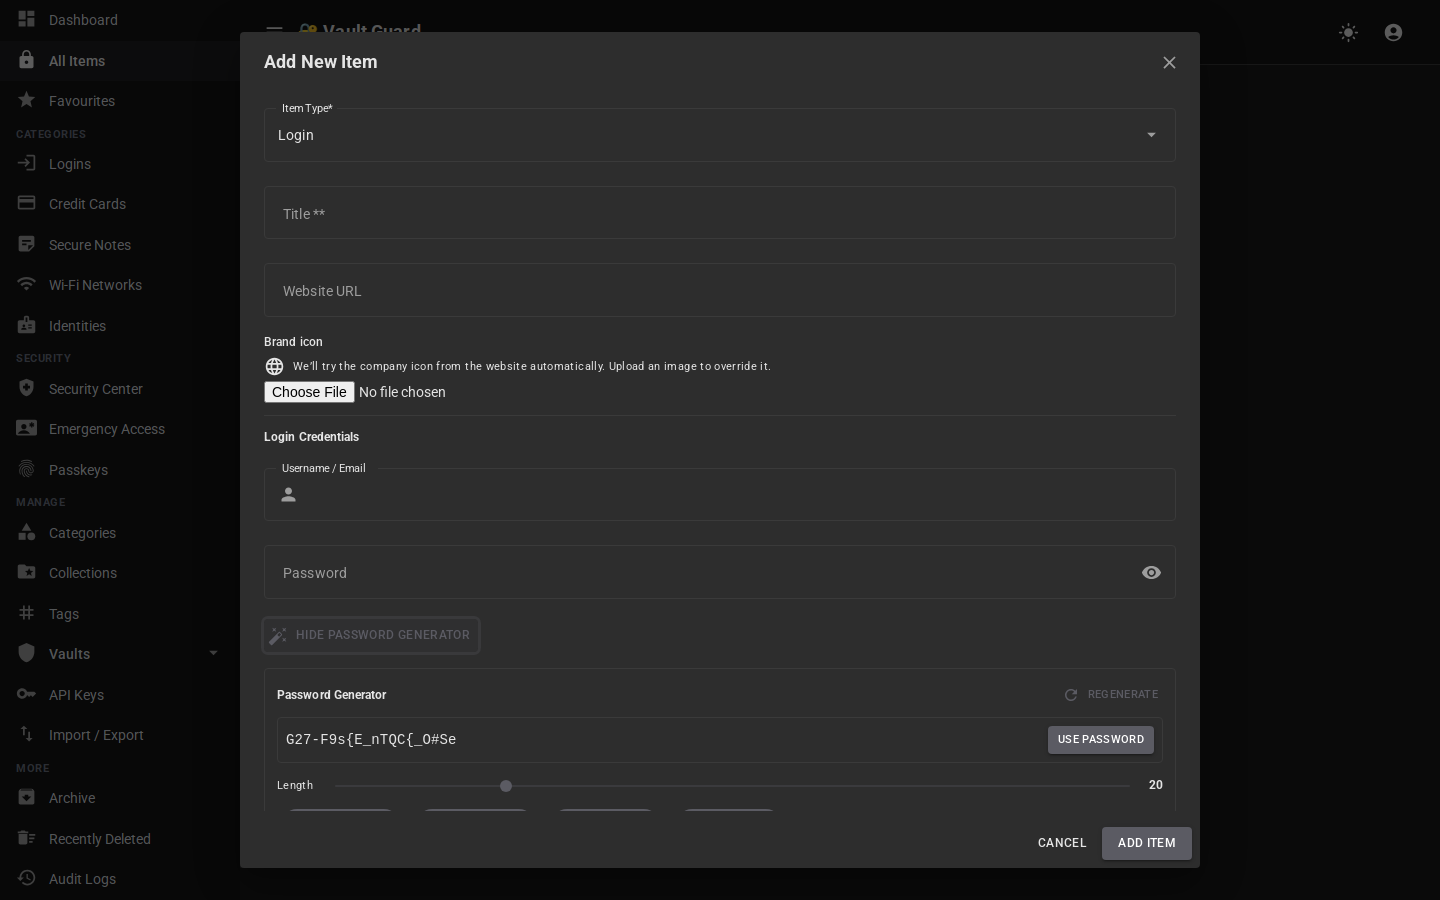 Dashboard
All Items
Favourites
CATEGORIES
Logins
Credit Cards
Secure Notes
Wi-Fi Networks
Identities
SECURITY
Security Center
Emergency Access
Passkeys
MANAGE
Categories
Collections
Tags
Vaults
API Keys
Import / Export
MORE
Archive
Recently Deleted
Audit Logs
Vault Guard
Add New Item
Item Type*
Login
Title **
Website URL
Brand icon
We'll try the company icon from the website automatically. Upload an image to override it.
Choose File No file chosen
Login Credentials
Username / Email
Password
HIDE PASSWORD GENERATOR
Password Generator
REGENERATE
G27-F9s{E_nTQC{_O#Se
USE PASSWORD
Length
20
CANCEL
ADD ITEM